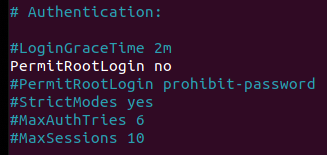 # Authentication:
#LoginGraceTime 2m
PermitRootLogin no
#PermitRootLogin prohibit-password
#StrictModes yes
#MaxAuthTries 6
#MaxSessions 10